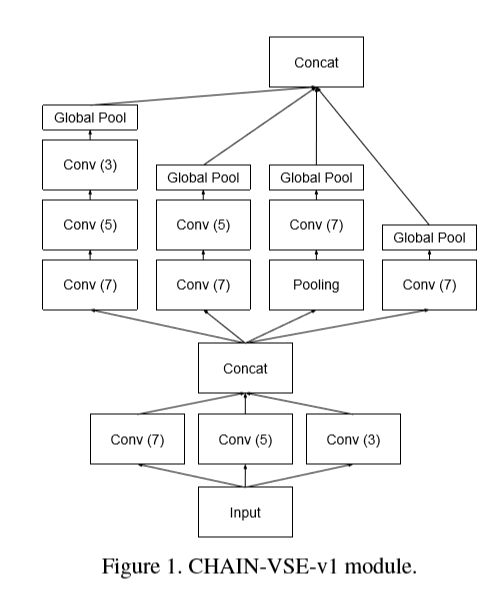 Concat
Global Pool
Conv (3)
Global Pool
Global Pool
Conv (5)
Conv (5)
Conv (7)
Global Pool
Conv (7)
Conv (7)
Pooling
Conv (7)
Concat
Conv (7)
Conv (5)
Conv (3)
Input
Figure 1. CHAIN-VSE-v1 module.